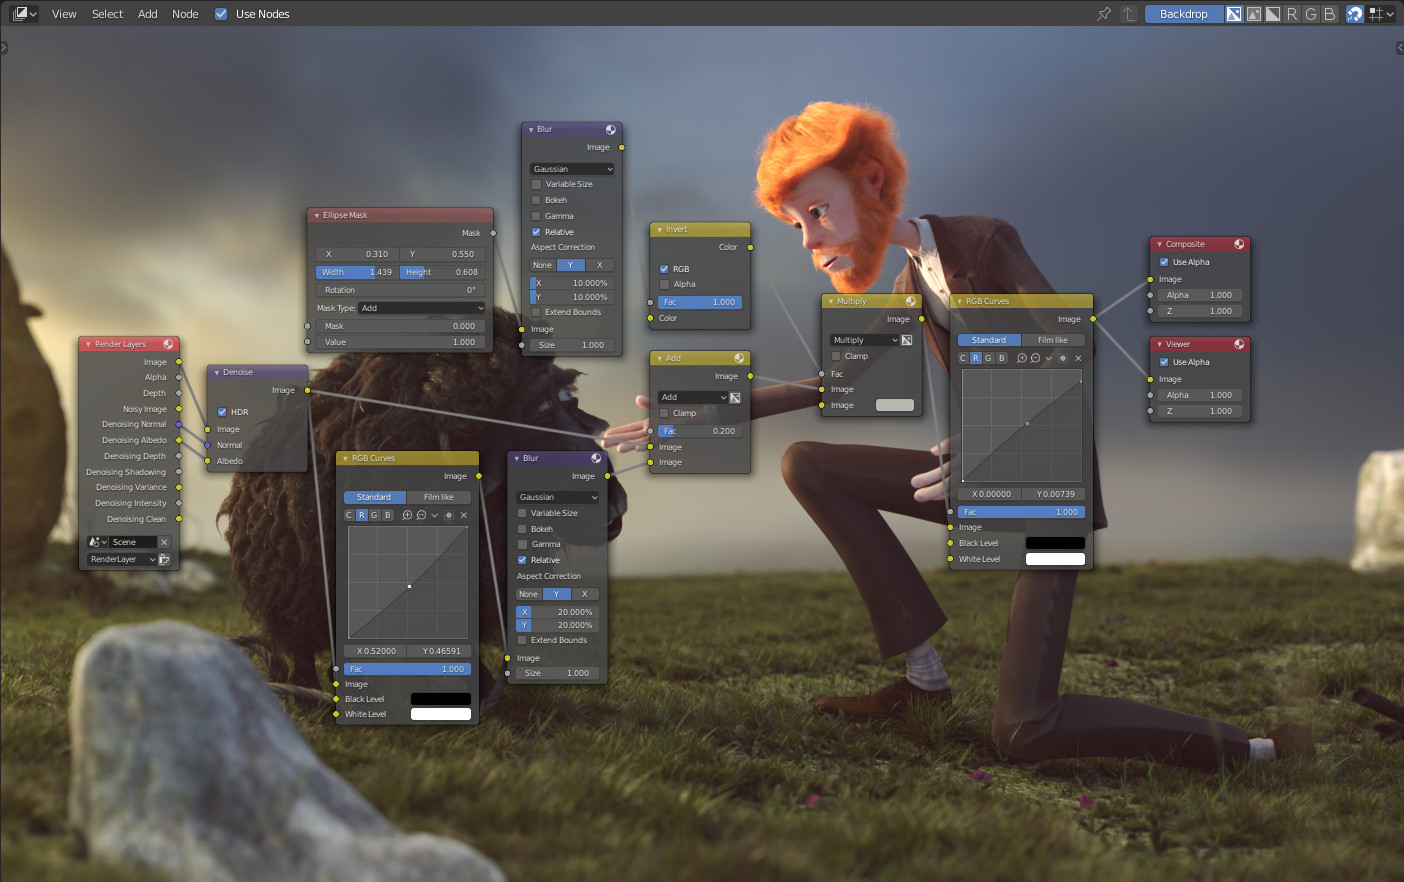 View Select Add Node Use Nodes
Backdrop R G B
Blur
Image
Gaussian
Variable Size
Bokeh
Gamma
Relative
Aspect Correction
None Y X
X 10.000%
Y 10.000%
Extend Bounds
Image
Size 1.000
Ellipse Mask
Mask
X 0.310 Y 0.550
Width 1.439 Height 0.608
Rotation 0°
Mask Type: Add
Mask 0.000
Value 1.000
Invert
Color
RGB
Alpha
Fac 1.000
Color
Composite
Use Alpha
Image
Alpha 1.000
Z 1.000
Multiply
Image
Multiply
Clamp
Fac
Image
Image
RGB Curves
Image
Standard Film like
C R G B
X 0.00000 Y 0.00739
Fac 1.000
Image
Black Level
White Level
Viewer
Use Alpha
Image
Alpha 1.000
Z 1.000
Render Layers
Image
Alpha
Depth
Noisy Image
Denoising Normal
Denoising Albedo
Denoising Depth
Denoising Shadowing
Denoising Variance
Denoising Intensity
Denoising Clean
Scene
RenderLayer
Denoise
Image
HDR
Image
Normal
Albedo
Add
Image
Add
Clamp
Fac 0.200
Image
Image
RGB Curves
Image
Standard Film like
C R G B
X 0.52000 Y 0.46591
Fac 1.000
Image
Black Level
White Level
Blur
Image
Gaussian
Variable Size
Bokeh
Gamma
Relative
Aspect Correction
None Y X
X 20.000%
Y 20.000%
Extend Bounds
Image
Size 1.000